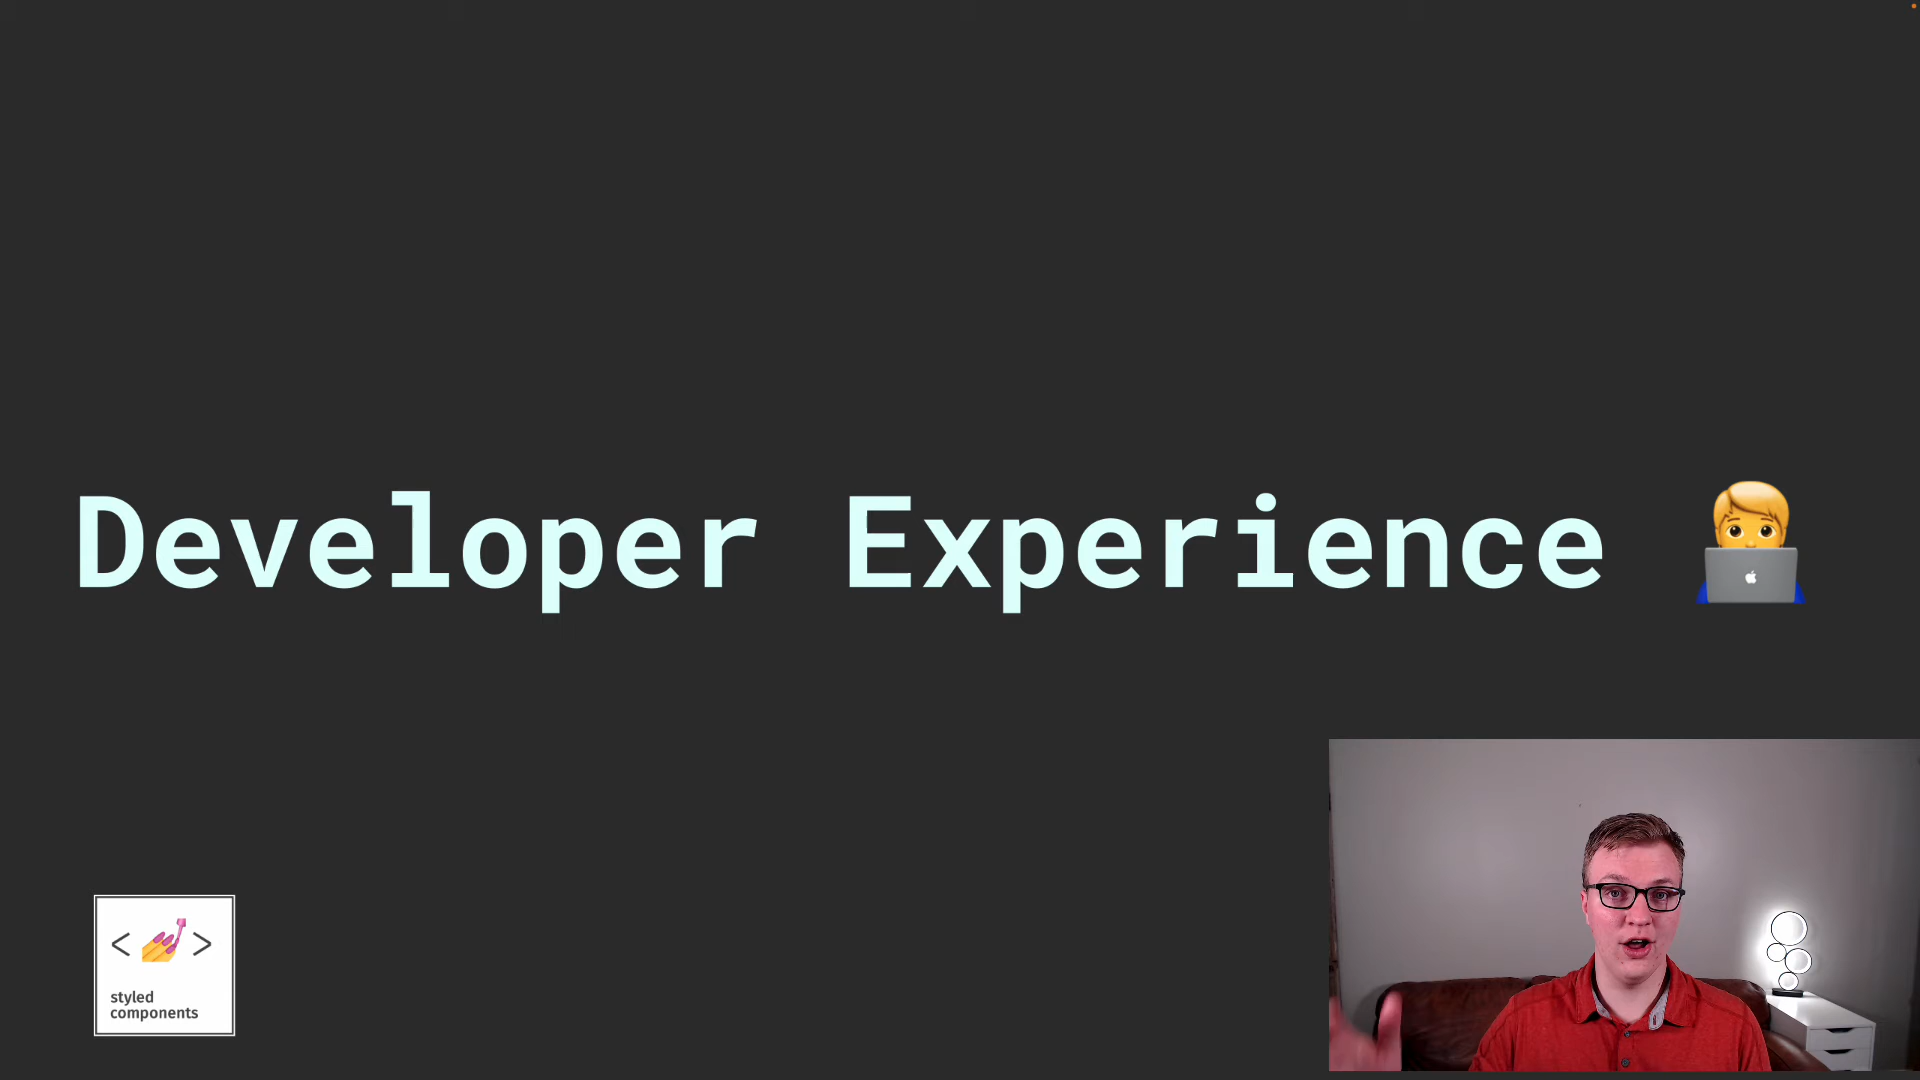 Developer Experience 👨‍💻
< 💅 >
styled
components